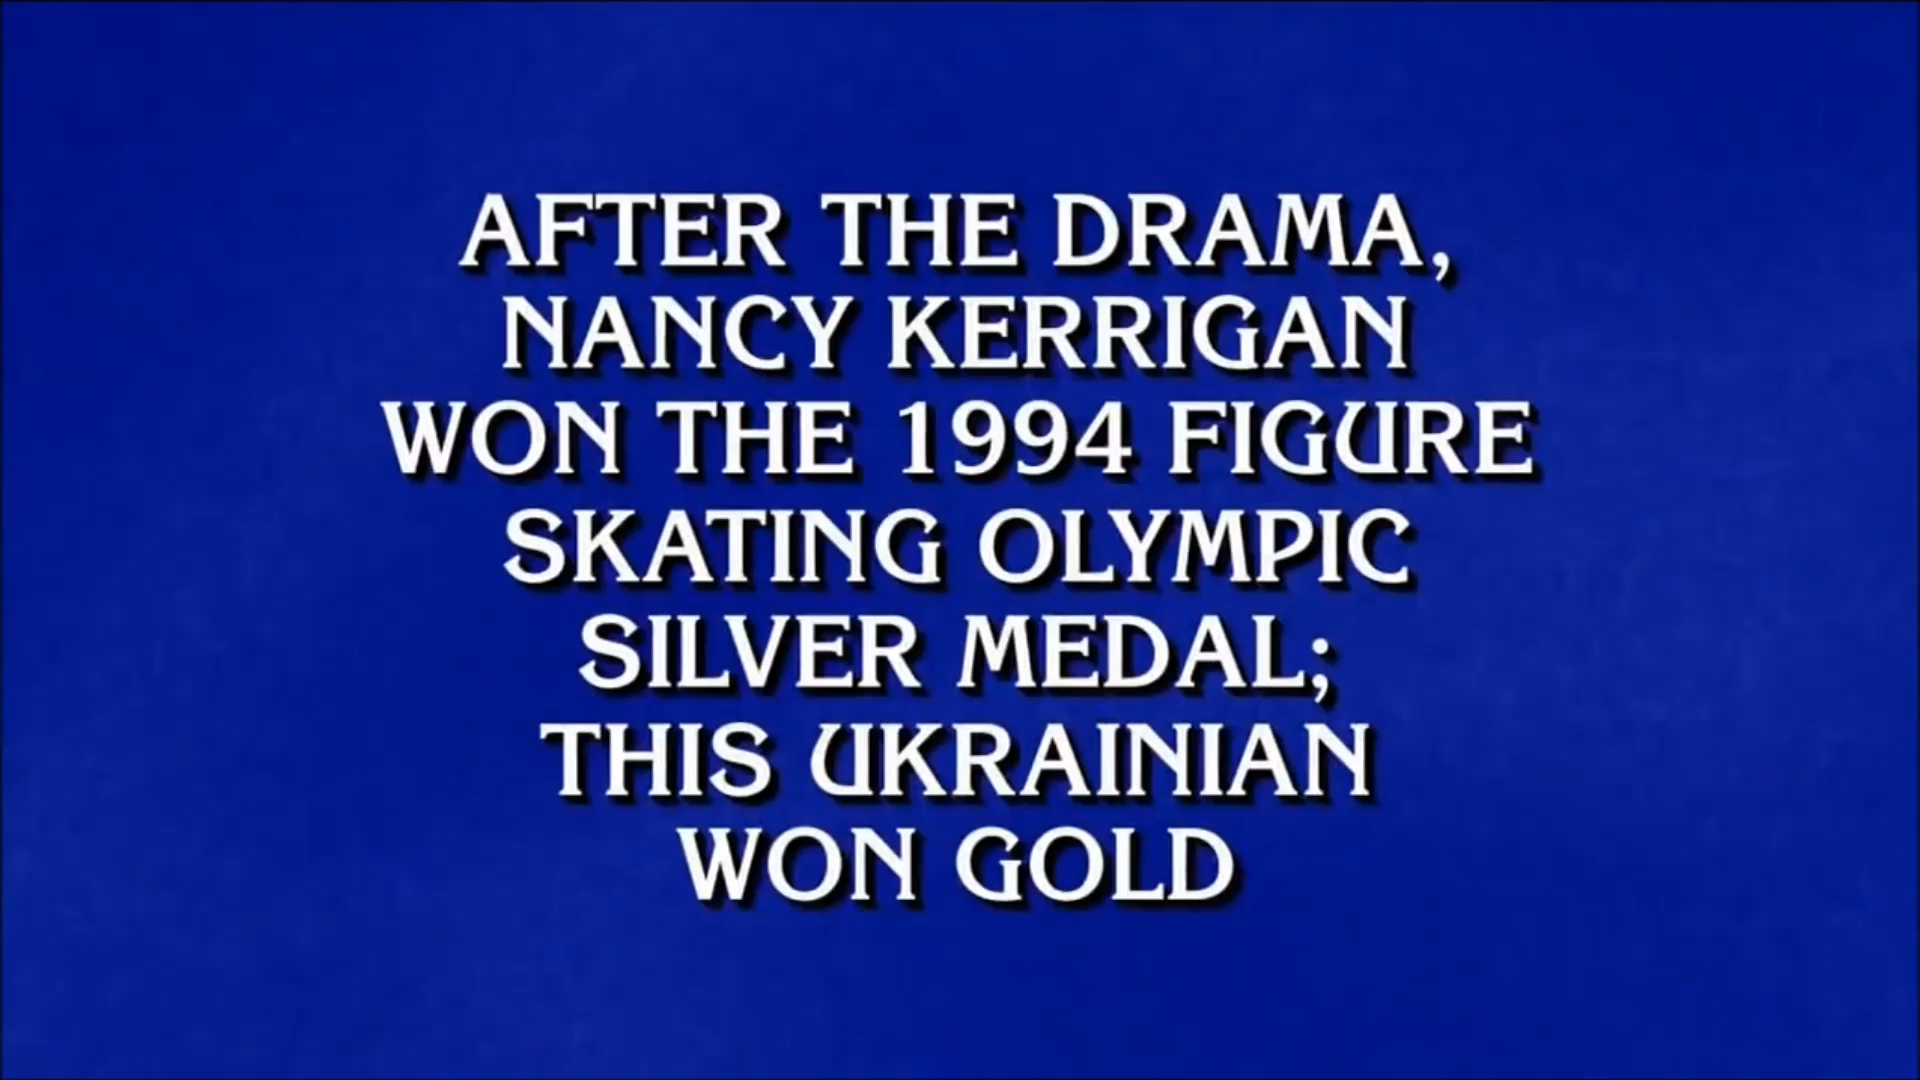 AFTER THE DRAMA,
NANCY KERRIGAN
WON THE 1994 FIGURE
SKATING OLYMPIC
SILVER MEDAL;
THIS UKRAINIAN
WON GOLD